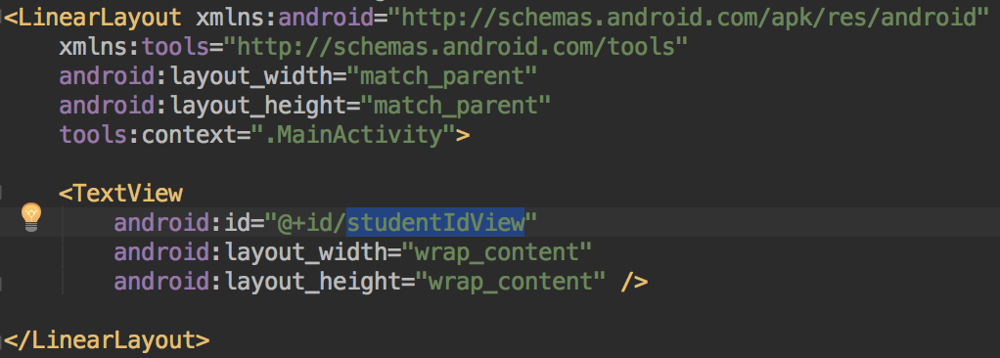 <LinearLayout xmlns:android="http://schemas.android.com/apk/res/android"
    xmlns:tools="http://schemas.android.com/tools"
    android:layout_width="match_parent"
    android:layout_height="match_parent"
    tools:context=".MainActivity">

    <TextView
        android:id="@+id/studentIdView"
        android:layout_width="wrap_content"
        android:layout_height="wrap_content" />

</LinearLayout>